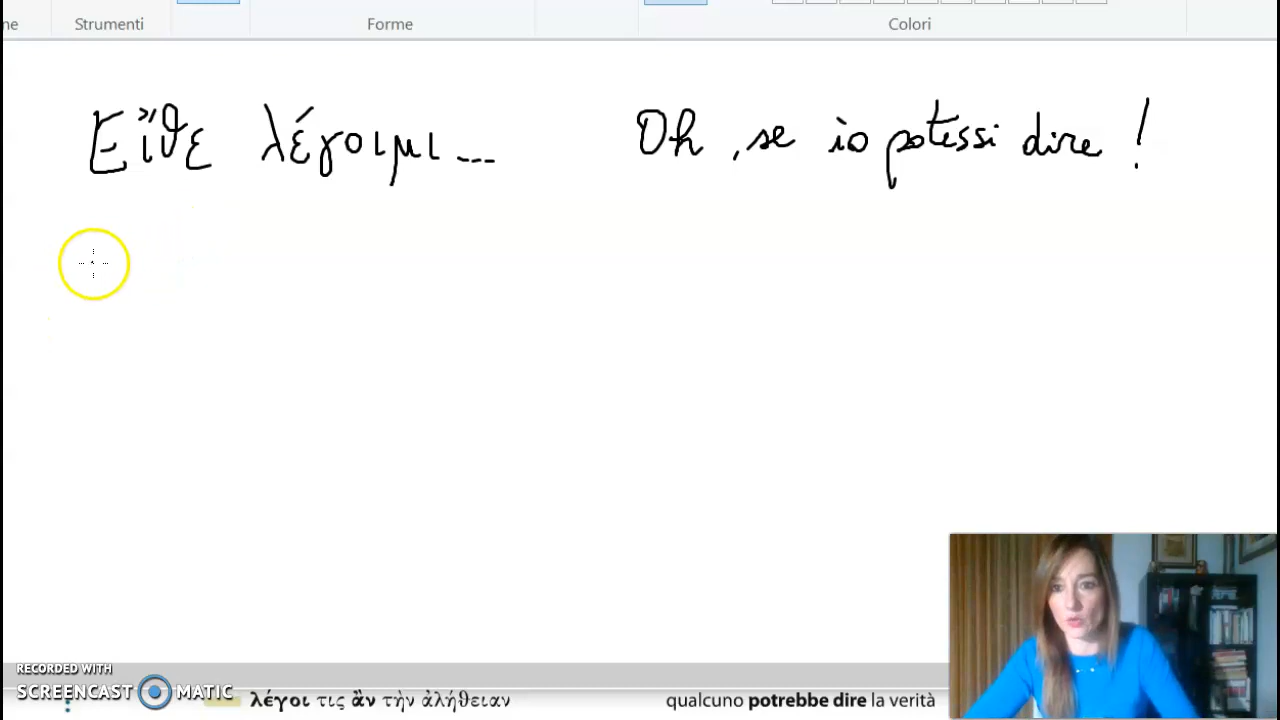 ne Strumenti Forme Colori
Εἴθε λέγοιμι... Oh, se io potessi dire!
RECORDED WITH
SCREENCAST MATIC
λέγοι τις ἂν τὴν ἀλήθειαν qualcuno potrebbe dire la verità